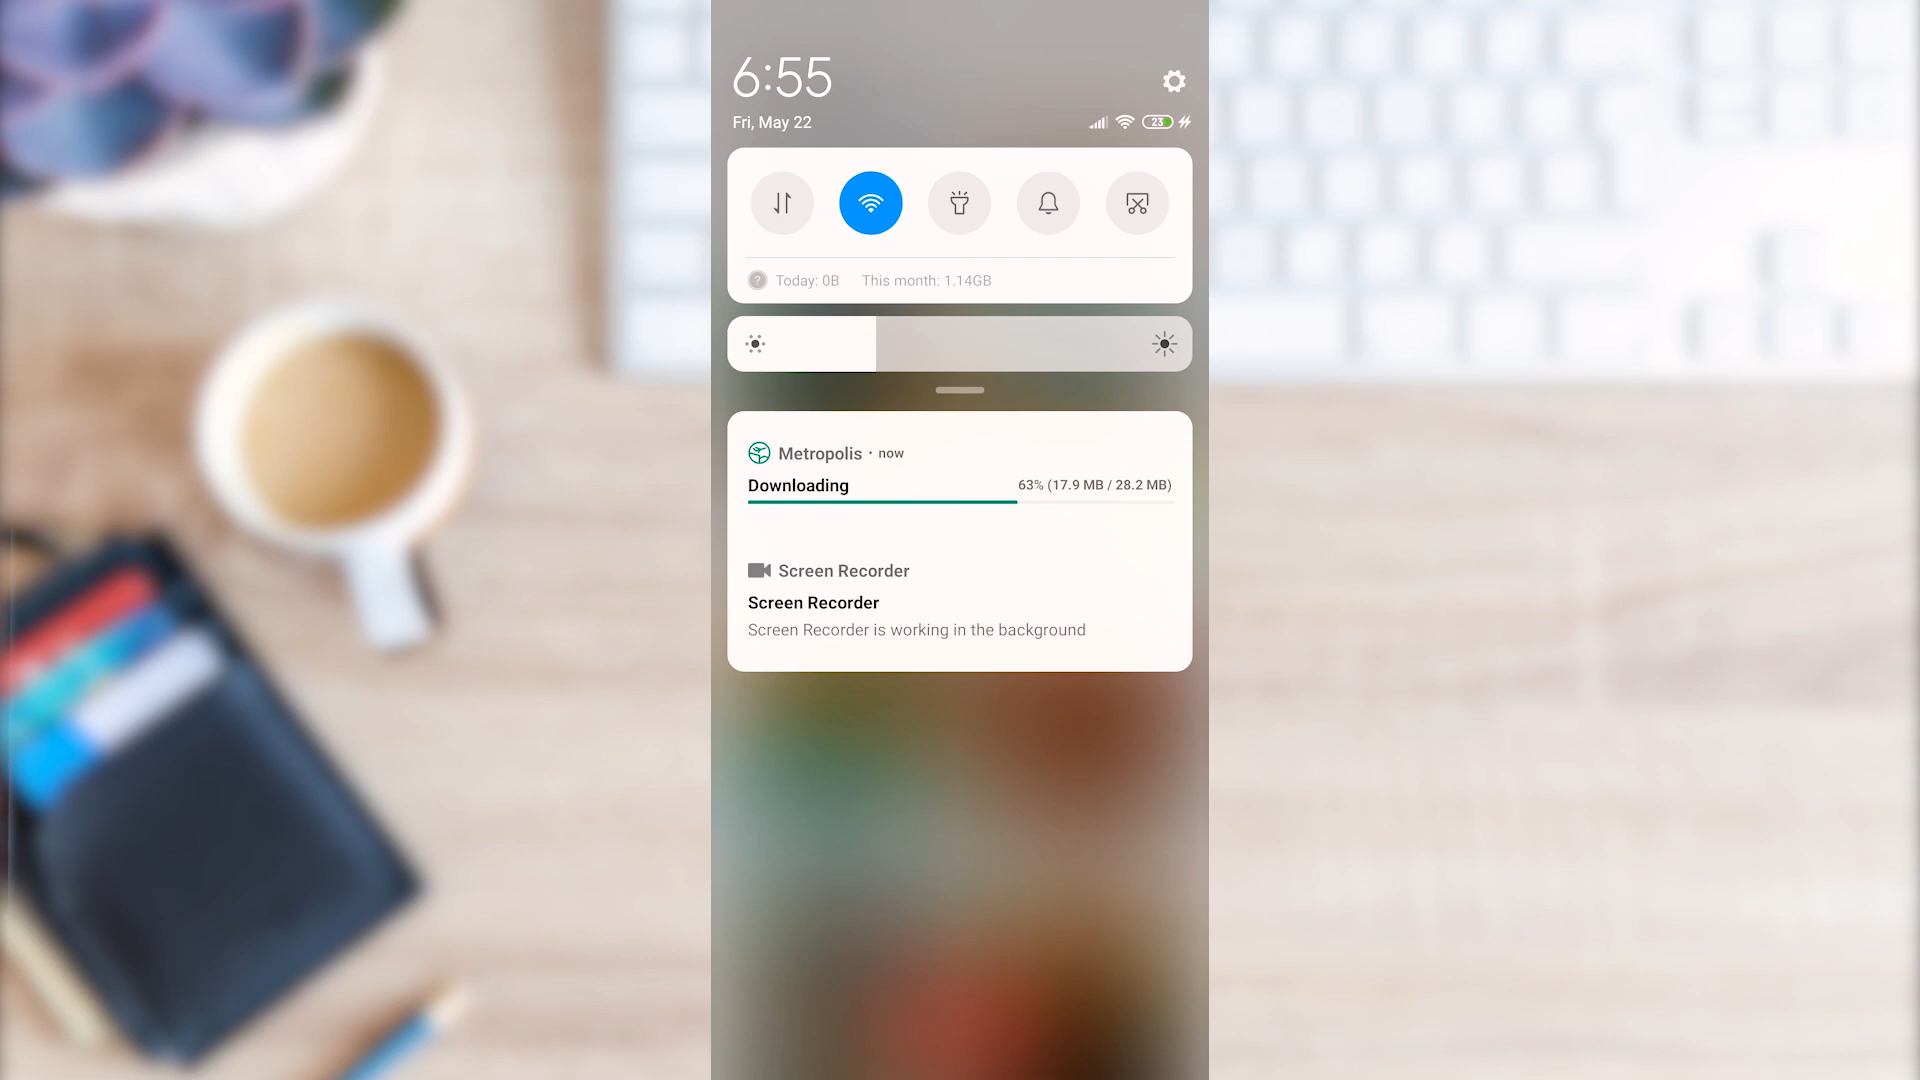 6:55
Fri, May 22
23
Today: 0B This month: 1.14GB
Metropolis · now
Downloading 63% (17.9 MB / 28.2 MB)
Screen Recorder
Screen Recorder
Screen Recorder is working in the background